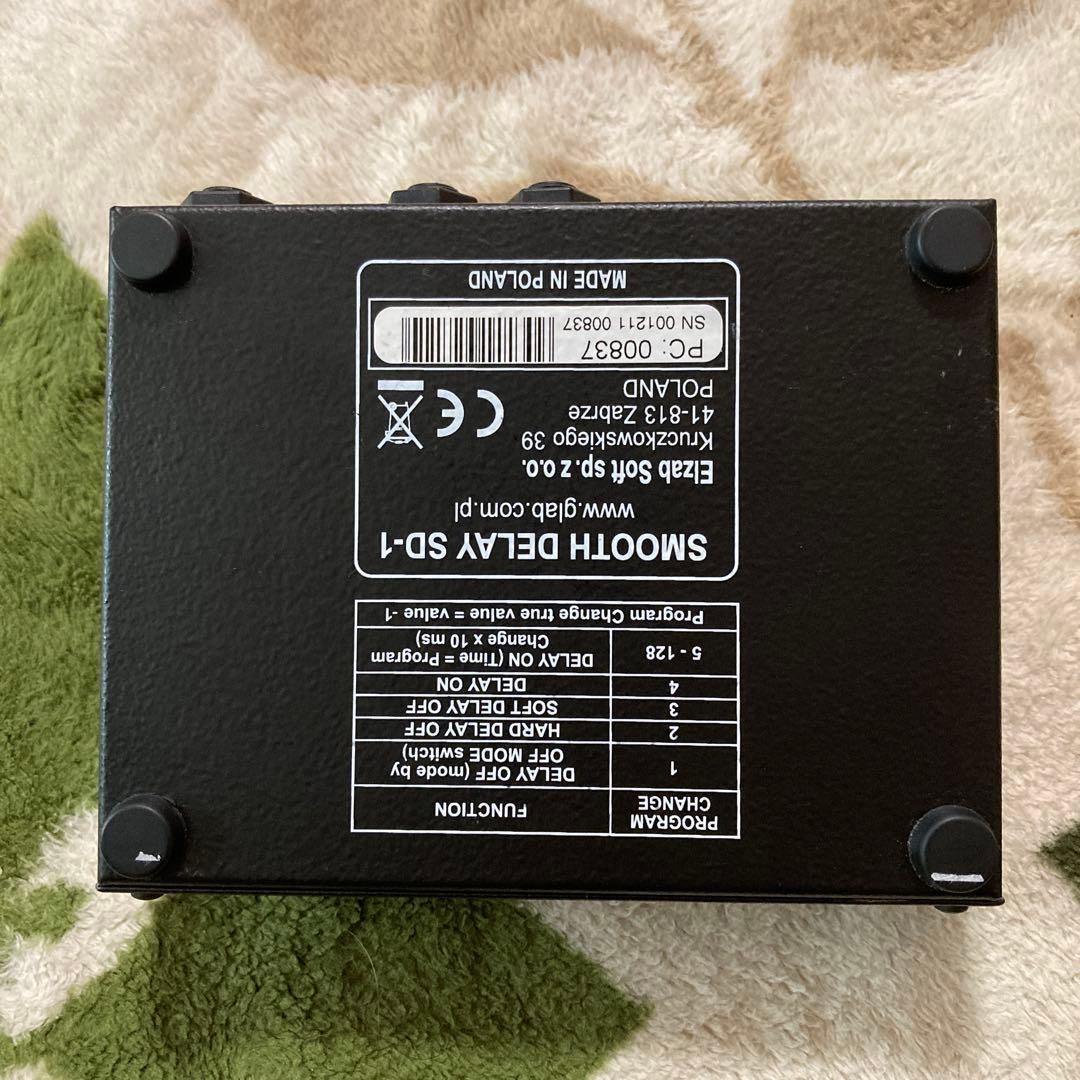 PROGRAM CHANGE FUNCTION
1 DELAY OFF (mode by OFF MODE switch)
2 HARD DELAY OFF
3 SOFT DELAY OFF
4 DELAY ON
5 - 128 DELAY ON (Time = Program Change x 10 ms)
Program Change true value = value -1
SMOOTH DELAY SD-1
www.glab.com.pl
Elzab Soft sp. z o.o.
Kruczkowskiego 39
41-813 Zabrze
POLAND
CE
PC: 00837
SN 001211 00837
MADE IN POLAND